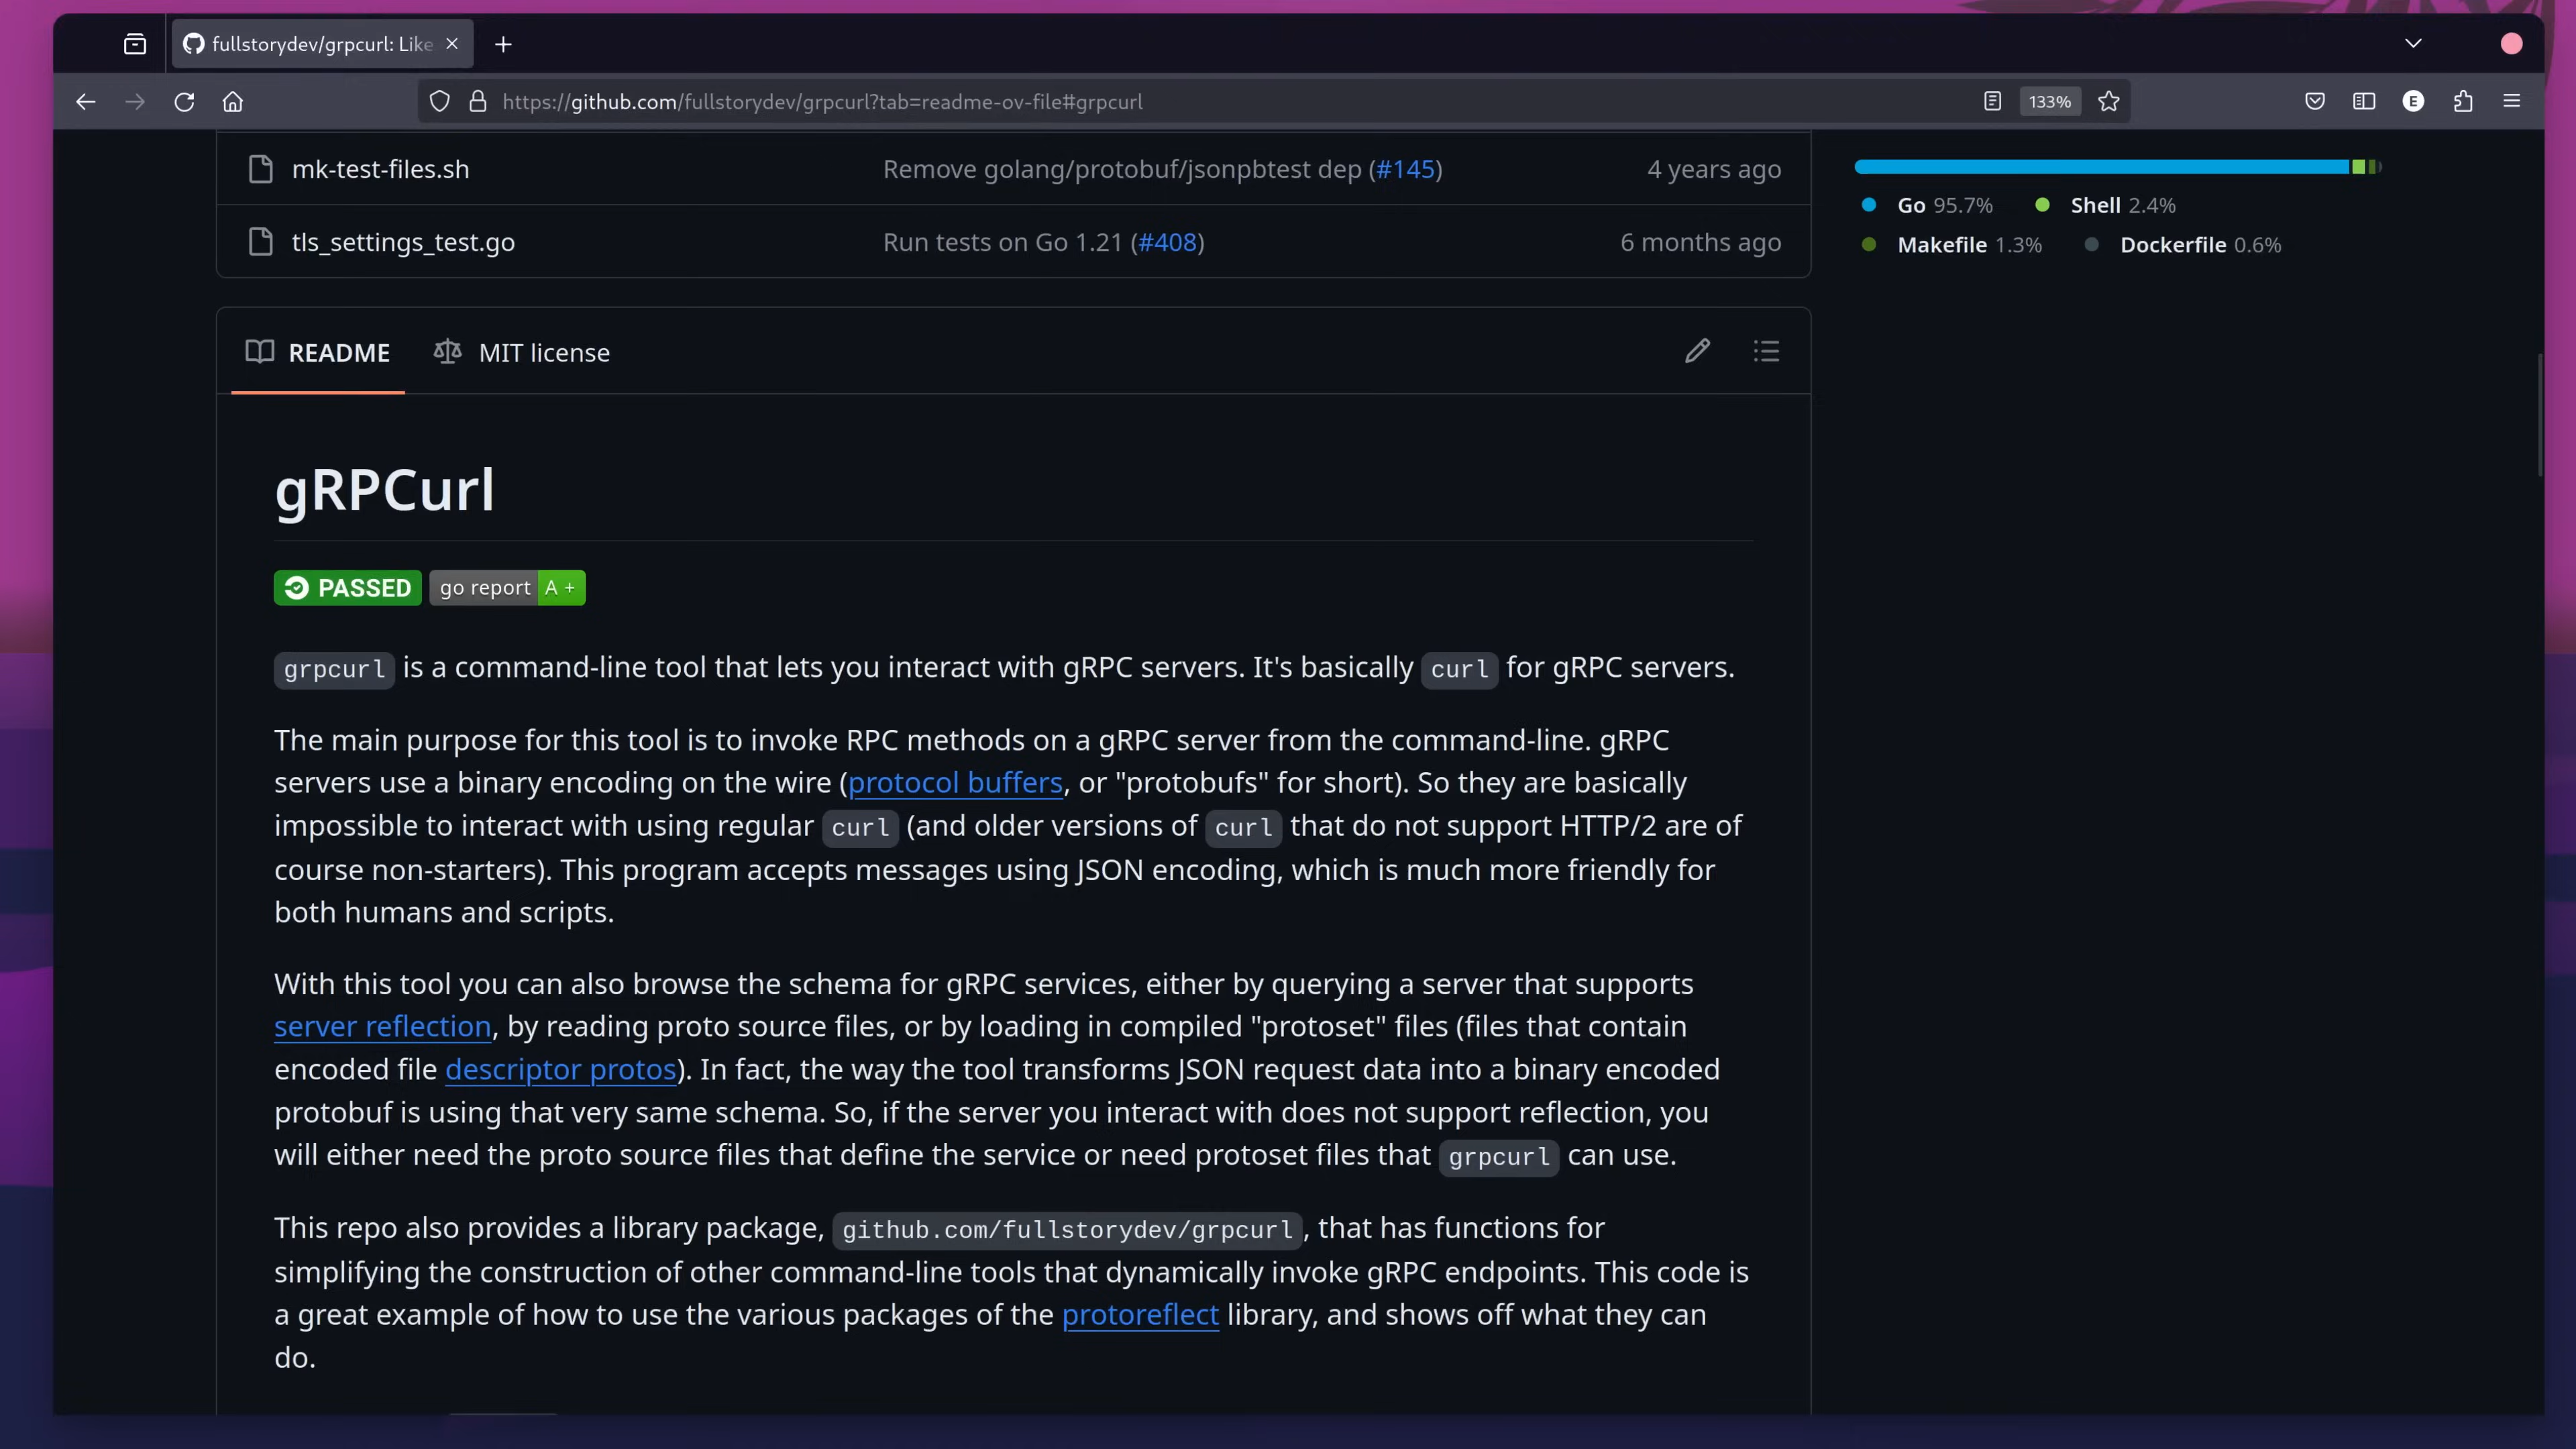 fullstorydev/grpcurl: Like
https://github.com/fullstorydev/grpcurl?tab=readme-ov-file#grpcurl
133%
E
mk-test-files.sh Remove golang/protobuf/jsonpbtest dep (#145) 4 years ago
tls_settings_test.go Run tests on Go 1.21 (#408) 6 months ago
Go 95.7% Shell 2.4%
Makefile 1.3% Dockerfile 0.6%
README MIT license
gRPCurl
PASSED go report A +
grpcurl is a command-line tool that lets you interact with gRPC servers. It's basically curl for gRPC servers.
The main purpose for this tool is to invoke RPC methods on a gRPC server from the command-line. gRPC
servers use a binary encoding on the wire (protocol buffers, or "protobufs" for short). So they are basically
impossible to interact with using regular curl (and older versions of curl that do not support HTTP/2 are of
course non-starters). This program accepts messages using JSON encoding, which is much more friendly for
both humans and scripts.
With this tool you can also browse the schema for gRPC services, either by querying a server that supports
server reflection, by reading proto source files, or by loading in compiled "protoset" files (files that contain
encoded file descriptor protos). In fact, the way the tool transforms JSON request data into a binary encoded
protobuf is using that very same schema. So, if the server you interact with does not support reflection, you
will either need the proto source files that define the service or need protoset files that grpcurl can use.
This repo also provides a library package, github.com/fullstorydev/grpcurl, that has functions for
simplifying the construction of other command-line tools that dynamically invoke gRPC endpoints. This code is
a great example of how to use the various packages of the protoreflect library, and shows off what they can
do.